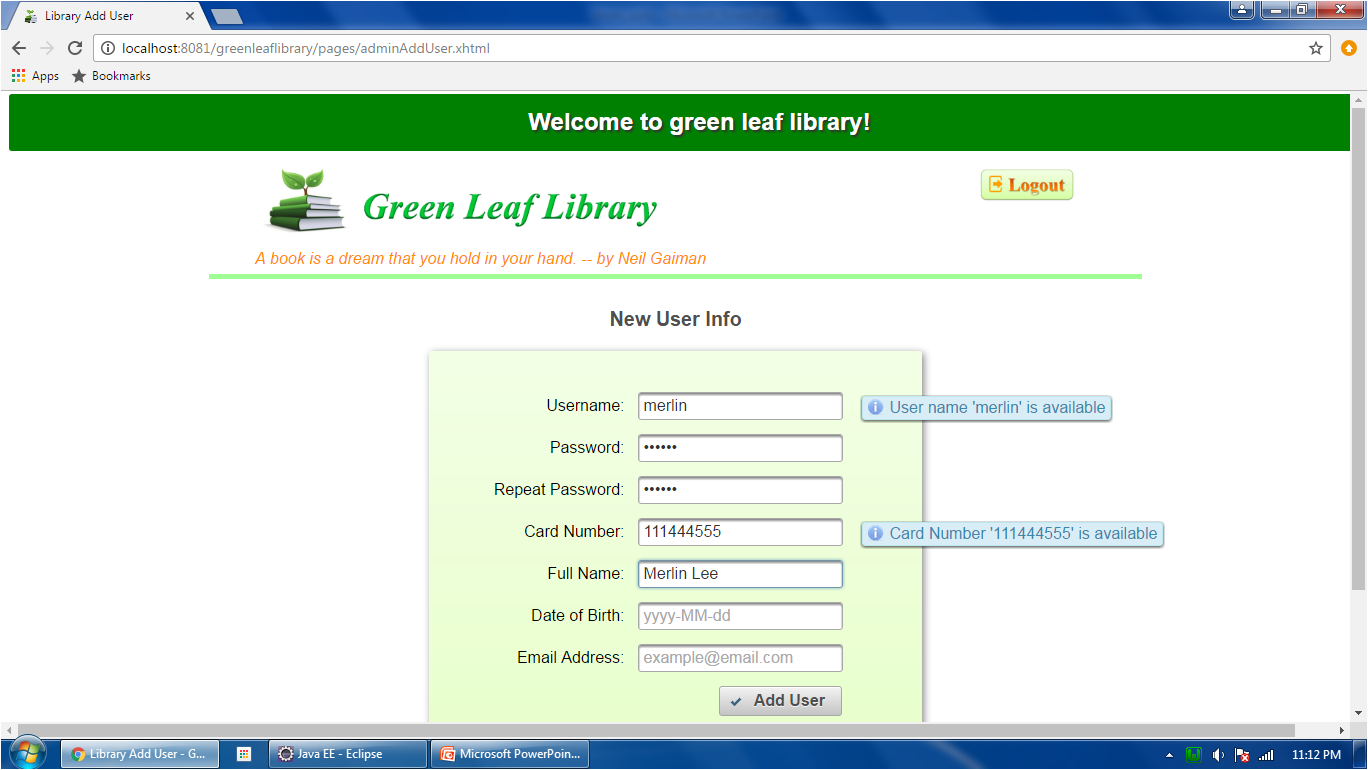 Library Add User
localhost:8081/greenleaflibrary/pages/adminAddUser.xhtml
Apps Bookmarks
Welcome to green leaf library!
Green Leaf Library
Logout
A book is a dream that you hold in your hand. -- by Neil Gaiman
New User Info
Username: merlin User name 'merlin' is available
Password: ••••••
Repeat Password: ••••••
Card Number: 111444555 Card Number '111444555' is available
Full Name: Merlin Lee
Date of Birth: yyyy-MM-dd
Email Address: example@email.com
Add User
Library Add User - G... Java EE - Eclipse Microsoft PowerPoin... 11:12 PM